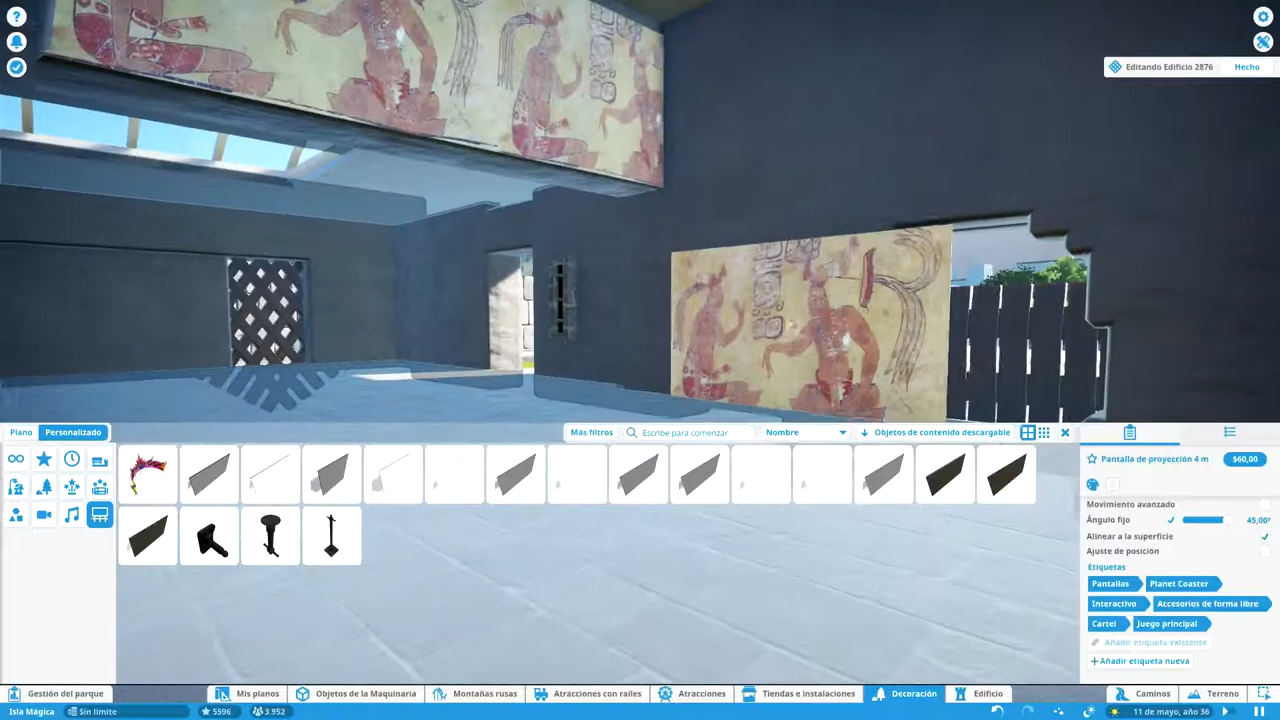 Editando Edificio 2876
Hecho
Plano
Personalizado
Más filtros
Escribe para comenzar
Nombre
Objetos de contenido descargable
Pantalla de proyección 4 m
$60,00
Movimiento avanzado
Ángulo fijo
45,00°
Alinear a la superficie
Ajuste de posición
Etiquetas
Pantallas
Planet Coaster
Interactivo
Accesorios de forma libre
Cartel
Juego principal
Añadir etiqueta existente
+Añadir etiqueta nueva
Gestión del parque
Mis planos
Objetos de la Maquinaria
Montañas rusas
Atracciones con raíles
Atracciones
Tiendas e instalaciones
Decoración
Edificio
Caminos
Terreno
Isla Mágica
Sin límite
5596
3.952
11 de mayo, año 36